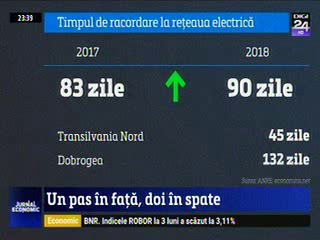 23:39
Timpul de racordare la rețeaua electrică
DIGI 24
HD
2017
2018
83 zile
90 zile
Transilvania Nord
45 zile
Dobrogea
132 zile
Sursa: ANRE, economica.net
JURNAL ECONOMIC
Un pas în față, doi în spate
Economic
BNR. Indicele ROBOR la 3 luni a scăzut la 3,11%